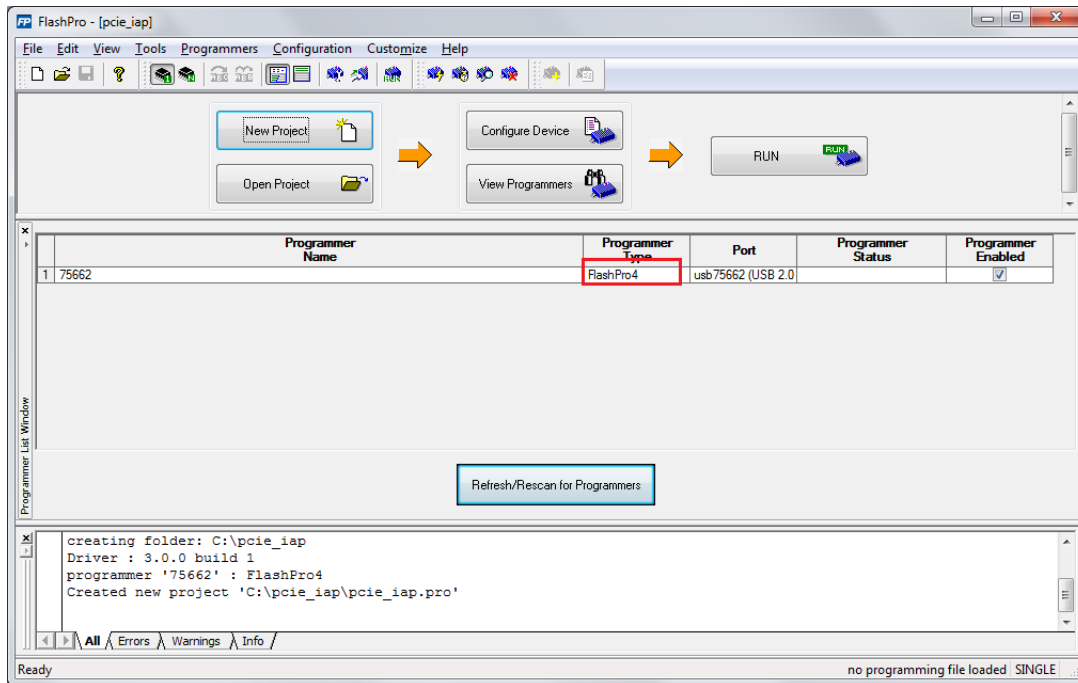 FlashPro - [pcie_iap]
File Edit View Tools Programmers Configuration Customize Help
New Project
Configure Device
RUN
RUN
Open Project
View Programmers
Programmer Name
Programmer Type
Port
Programmer Status
Programmer Enabled
1 75662 FlashPro4 usb75662 (USB 2.0
Programmer List Window
Refresh/Rescan for Programmers
creating folder: C:\pcie_iap
Driver : 3.0.0 build 1
programmer '75662' : FlashPro4
Created new project 'C:\pcie_iap\pcie_iap.pro'
All Errors Warnings Info
Ready no programming file loaded SINGLE